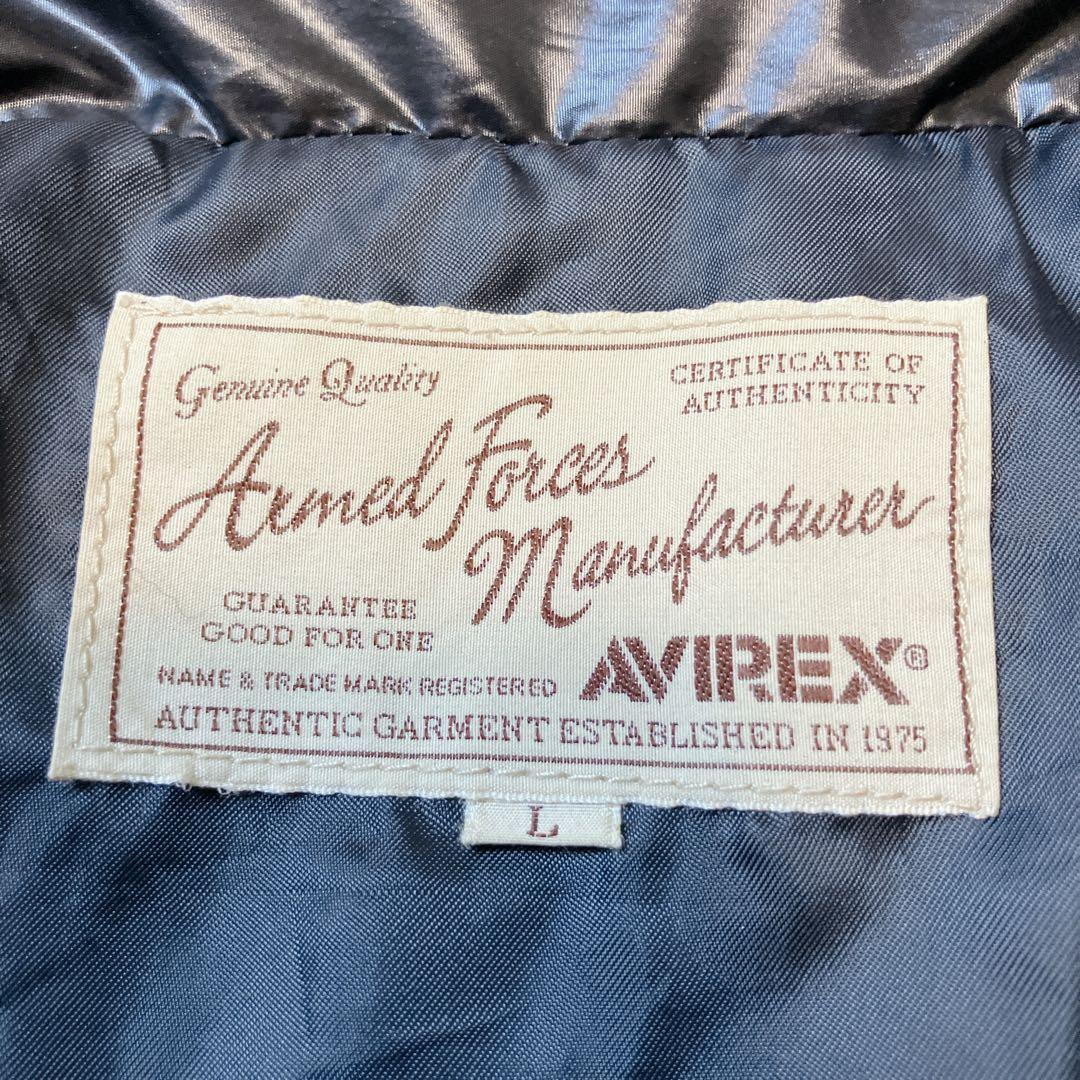 Genuine Quality
CERTIFICATE OF
AUTHENTICITY
Armed Forces
Manufacturer
GUARANTEE
GOOD FOR ONE
AVIREX®
NAME & TRADE MARK REGISTERED
AUTHENTIC GARMENT ESTABLISHED IN 1975
L